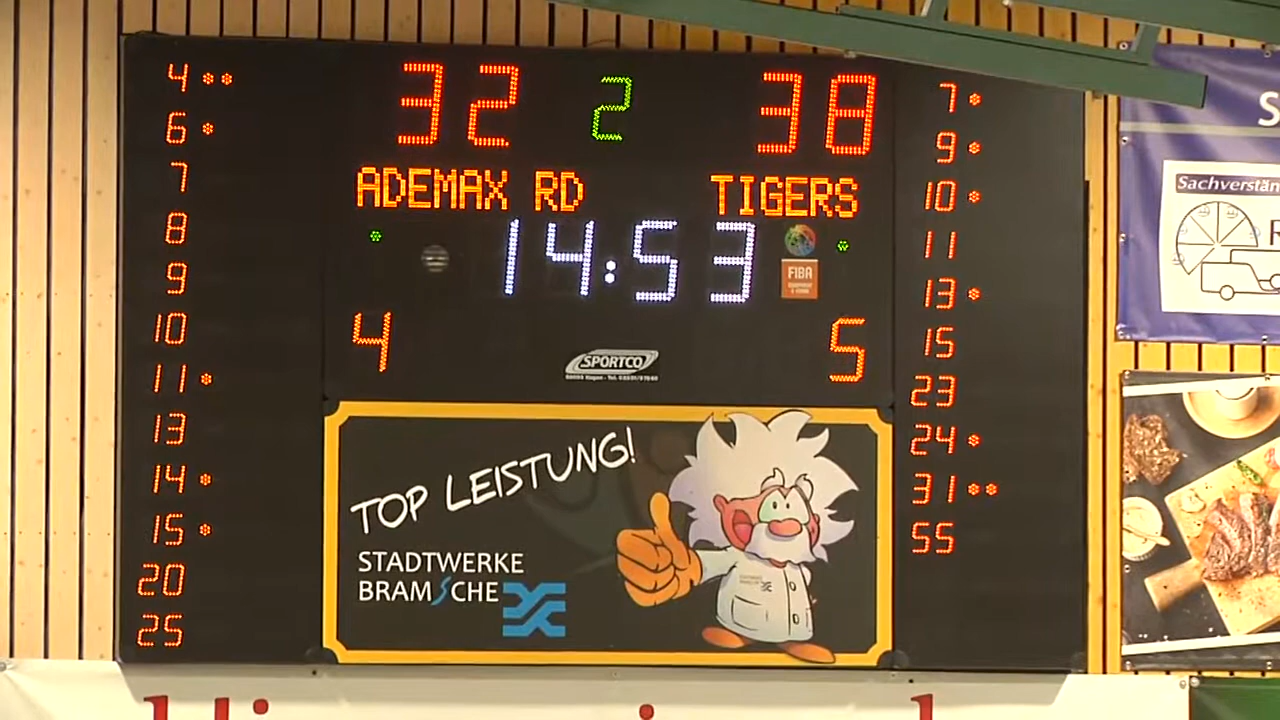 32 2 38
ADEMAX RD TIGERS
14:53
FIBA
4 5
SPORTCO
4
6
7
8
9
10
11
13
14
15
20
25
7
9
10
11
13
15
23
24
31
55
TOP LEISTUNG!
STADTWERKE
BRAMSCHE
S
Sachverstän
R